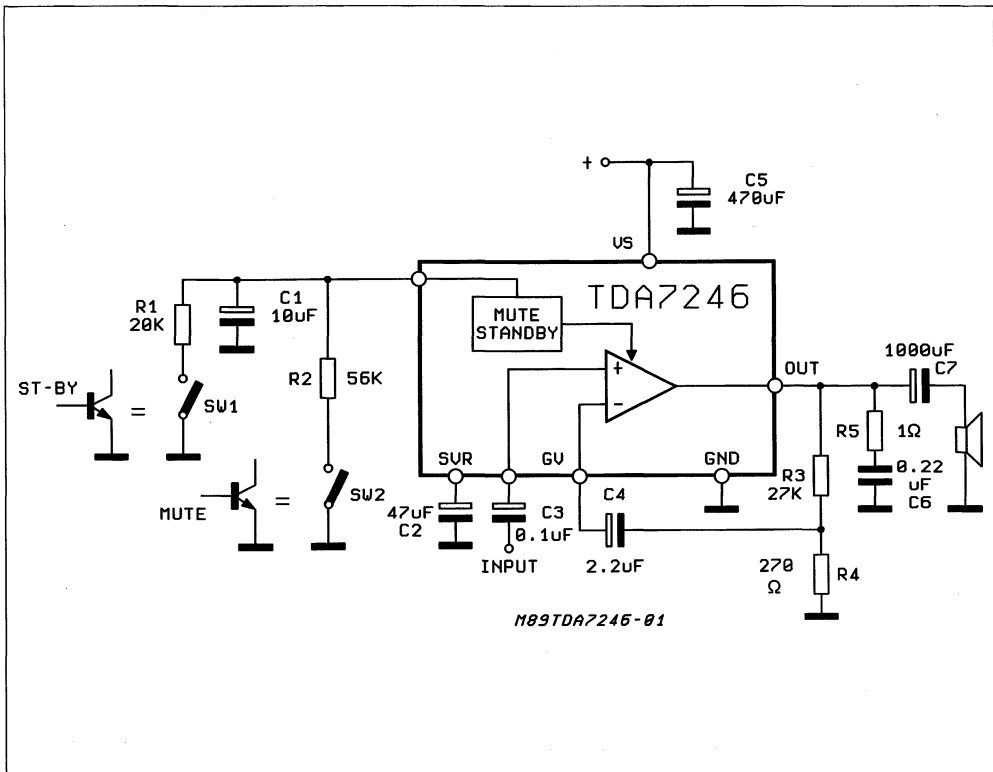 +
C5
470uF
VS
TDA7246
MUTE
STANDBY
R1
20K
C1
10uF
R2
56K
ST-BY
=
SW1
MUTE
=
SW2
+
-
OUT
1000uF
C7
R5
1Ω
0.22
uF
C6
SVR
GV
GND
R3
27K
47uF
C2
C3
0.1uF
INPUT
C4
2.2uF
270
Ω
R4
M89TDA7246-01